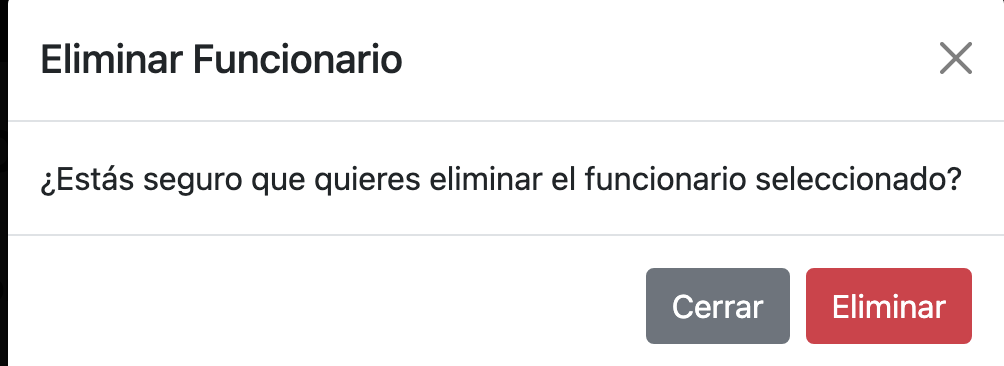 Eliminar Funcionario
¿Estás seguro que quieres eliminar el funcionario seleccionado?
Cerrar Eliminar